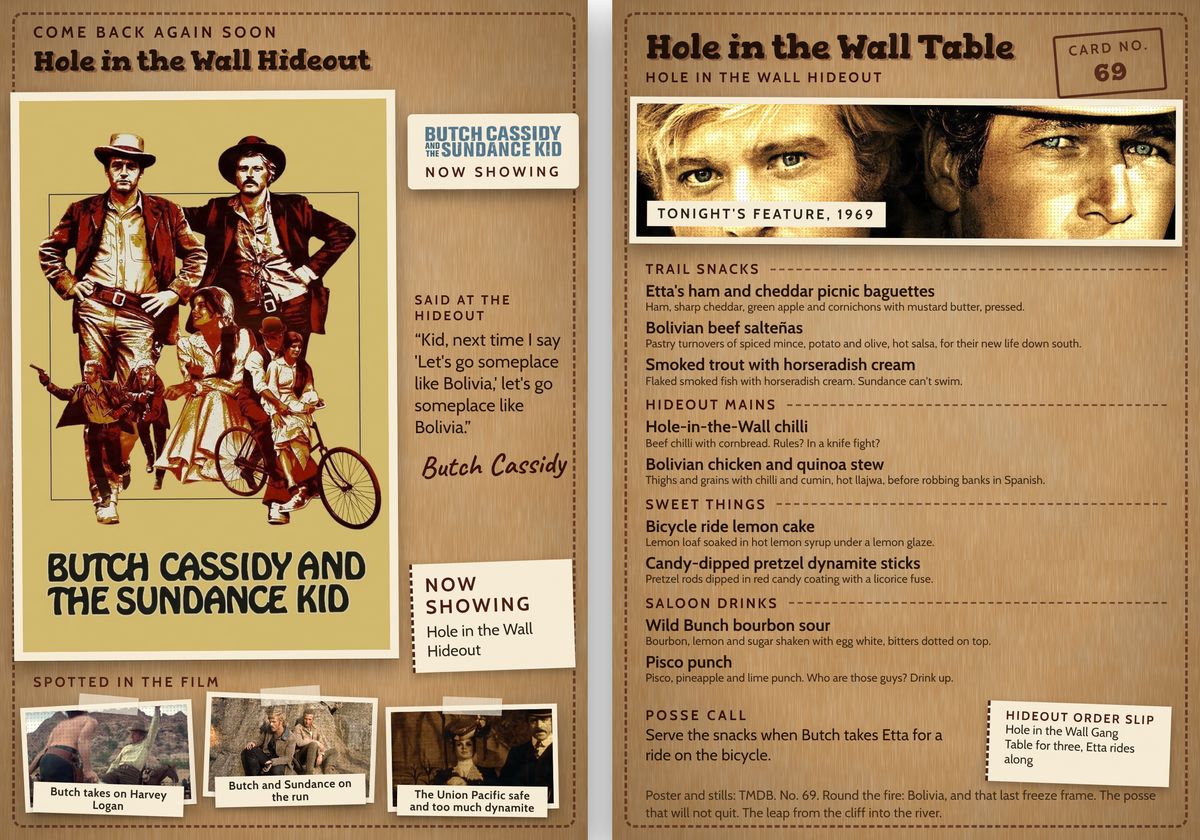 COME BACK AGAIN SOON
Hole in the Wall Hideout
BUTCH CASSIDY
AND THE SUNDANCE KID
NOW SHOWING
SAID AT THE
HIDEOUT
“Kid, next time I say
'Let's go someplace
like Bolivia,' let's go
someplace like
Bolivia.”
Butch Cassidy
BUTCH CASSIDY AND
THE SUNDANCE KID
NOW
SHOWING
Hole in the Wall
Hideout
SPOTTED IN THE FILM
Butch takes on Harvey
Logan
Butch and Sundance on
the run
The Union Pacific safe
and too much dynamite
Hole in the Wall Table
HOLE IN THE WALL HIDEOUT
CARD NO.
69
TONIGHT'S FEATURE, 1969
TRAIL SNACKS
Etta's ham and cheddar picnic baguettes
Ham, sharp cheddar, green apple and cornichons with mustard butter, pressed.
Bolivian beef salteñas
Pastry turnovers of spiced mince, potato and olive, hot salsa, for their new life down south.
Smoked trout with horseradish cream
Flaked smoked fish with horseradish cream. Sundance can't swim.
HIDEOUT MAINS
Hole-in-the-Wall chilli
Beef chilli with cornbread. Rules? In a knife fight?
Bolivian chicken and quinoa stew
Thighs and grains with chilli and cumin, hot llajwa, before robbing banks in Spanish.
SWEET THINGS
Bicycle ride lemon cake
Lemon loaf soaked in hot lemon syrup under a lemon glaze.
Candy-dipped pretzel dynamite sticks
Pretzel rods dipped in red candy coating with a licorice fuse.
SALOON DRINKS
Wild Bunch bourbon sour
Bourbon, lemon and sugar shaken with egg white, bitters dotted on top.
Pisco punch
Pisco, pineapple and lime punch. Who are those guys? Drink up.
POSSE CALL
Serve the snacks when Butch takes Etta for a
ride on the bicycle.
HIDEOUT ORDER SLIP
Hole in the Wall Gang
Table for three, Etta rides
along
Poster and stills: TMDB. No. 69. Round the fire: Bolivia, and that last freeze frame. The posse
that will not quit. The leap from the cliff into the river.